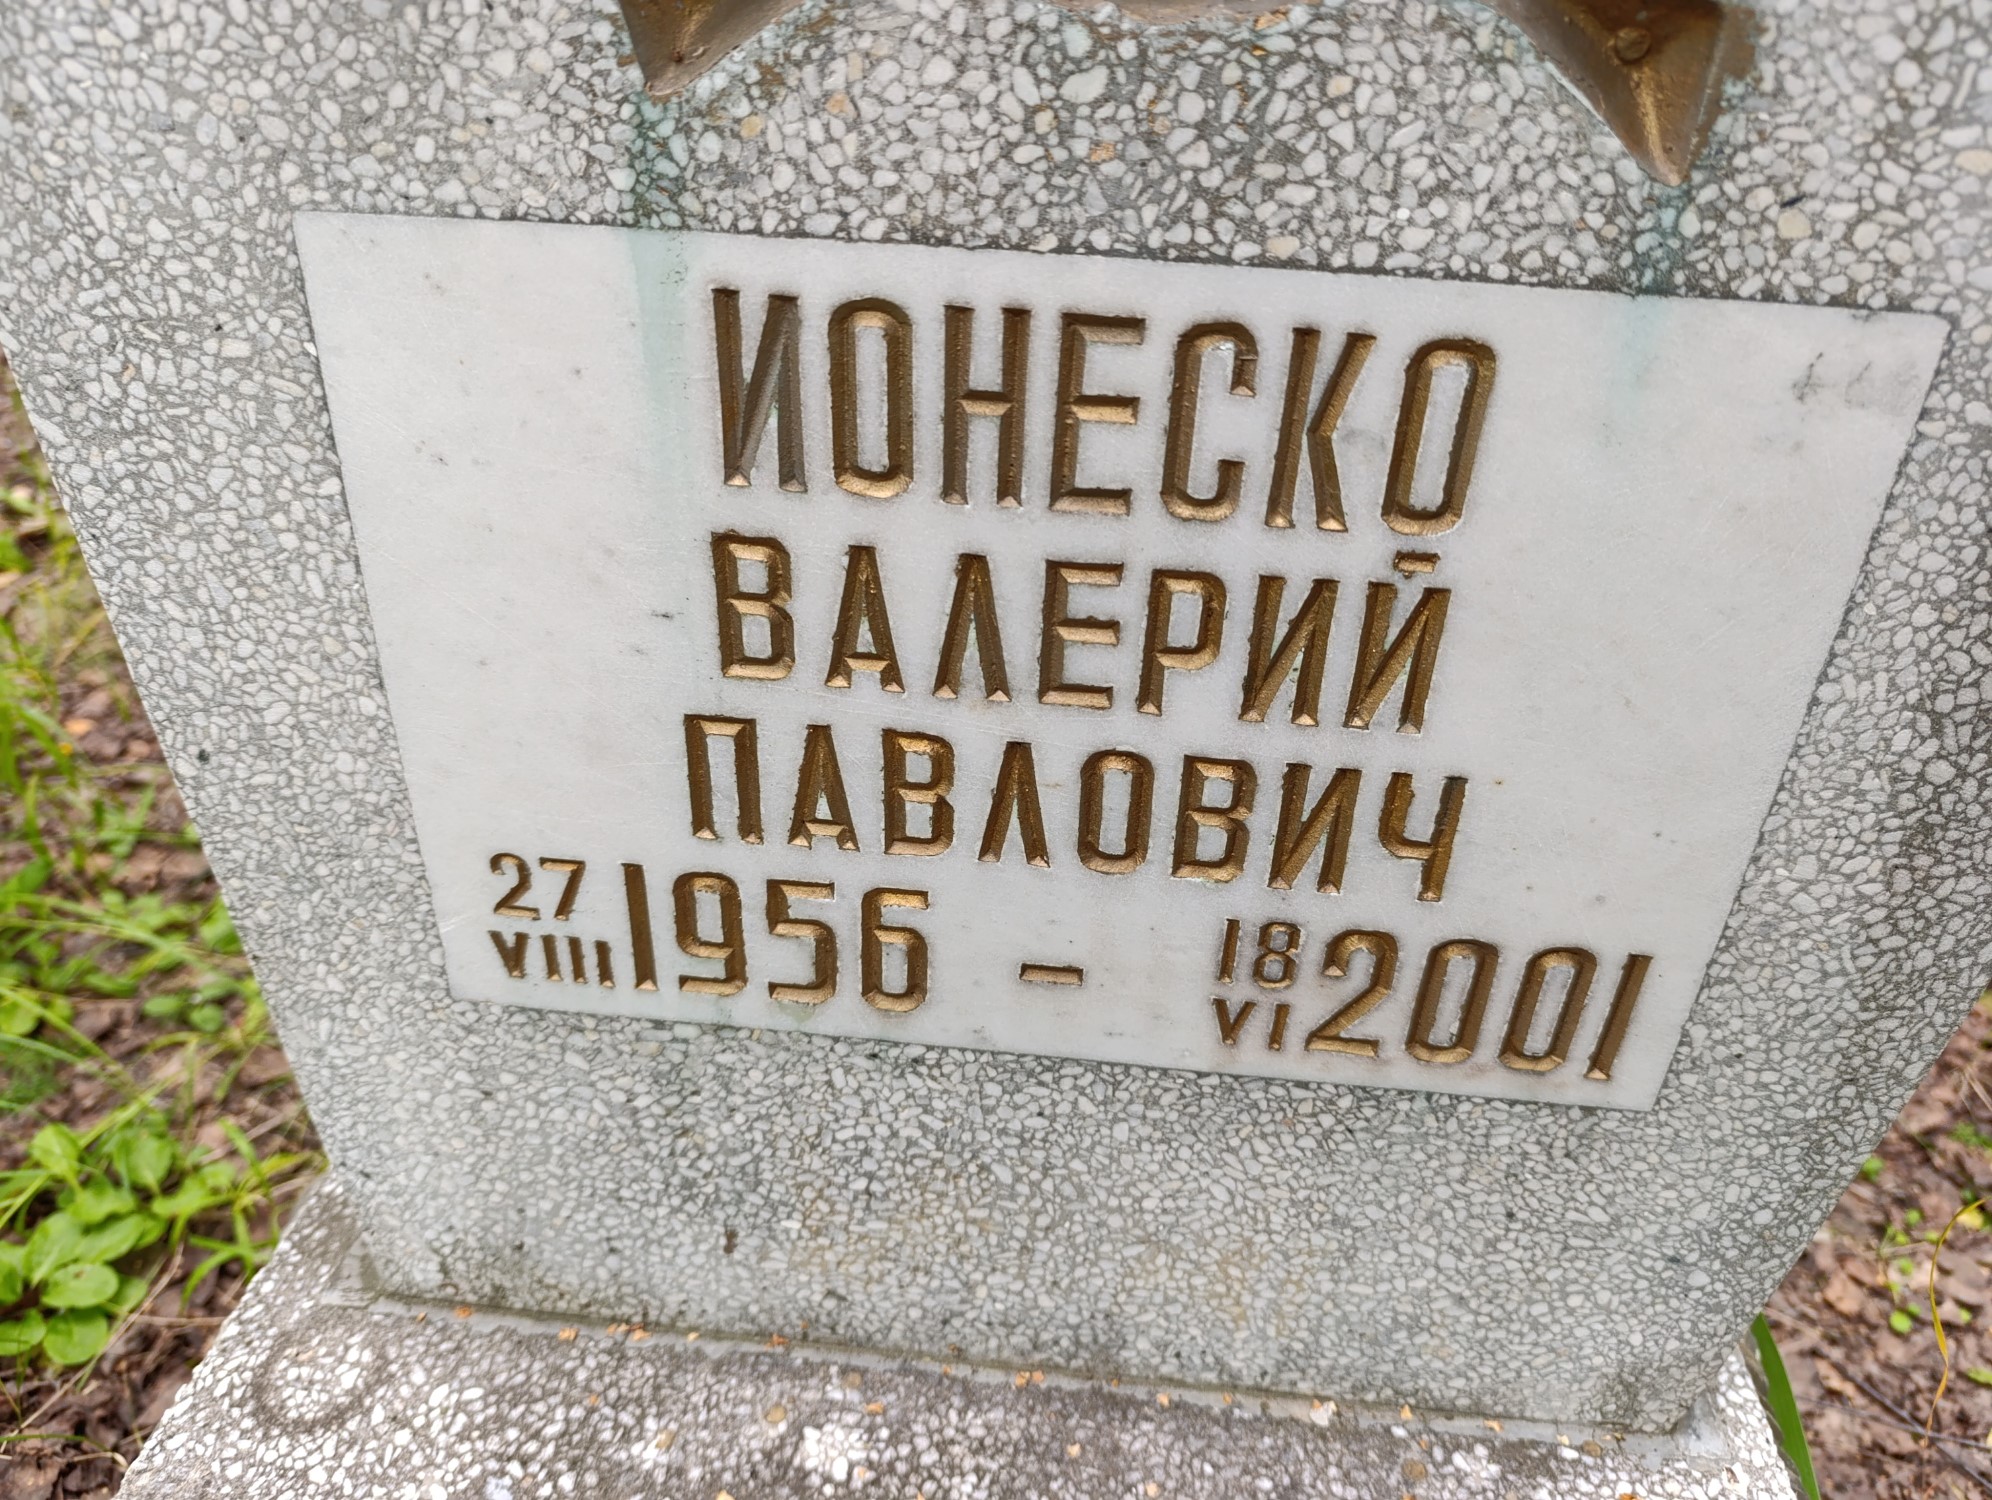 ИОНЕСКО
ВАЛЕРИЙ
ПАВЛОВИЧ
27 VIII 1956 - 18 VI 2001